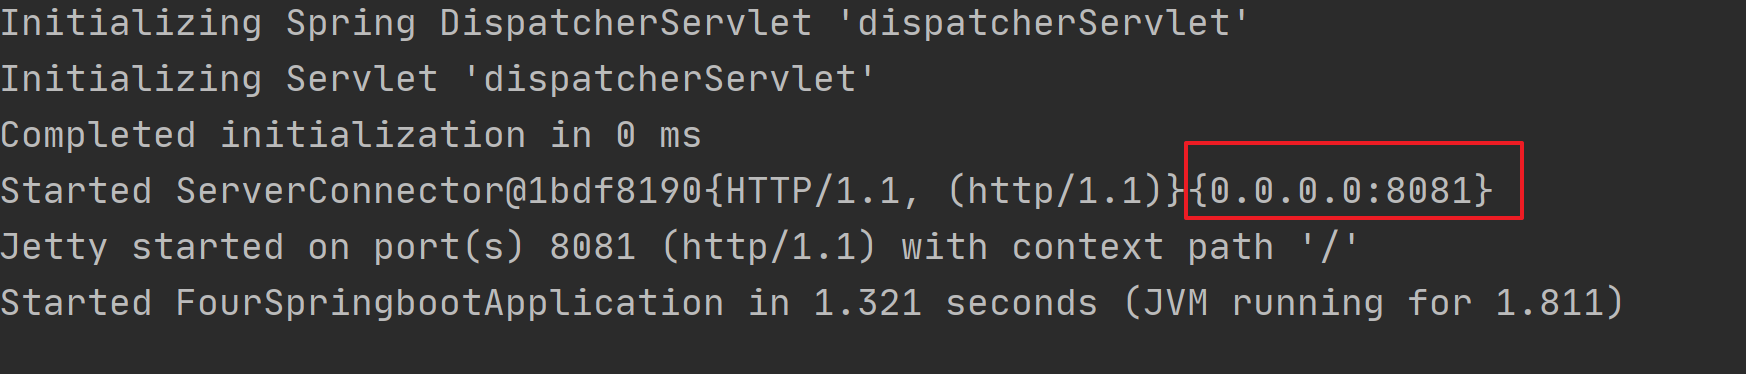 Initializing Spring DispatcherServlet 'dispatcherServlet'
Initializing Servlet 'dispatcherServlet'
Completed initialization in 0 ms
Started ServerConnector@1bdf8190{HTTP/1.1, (http/1.1)}{0.0.0.0:8081}
Jetty started on port(s) 8081 (http/1.1) with context path '/'
Started FourSpringbootApplication in 1.321 seconds (JVM running for 1.811)